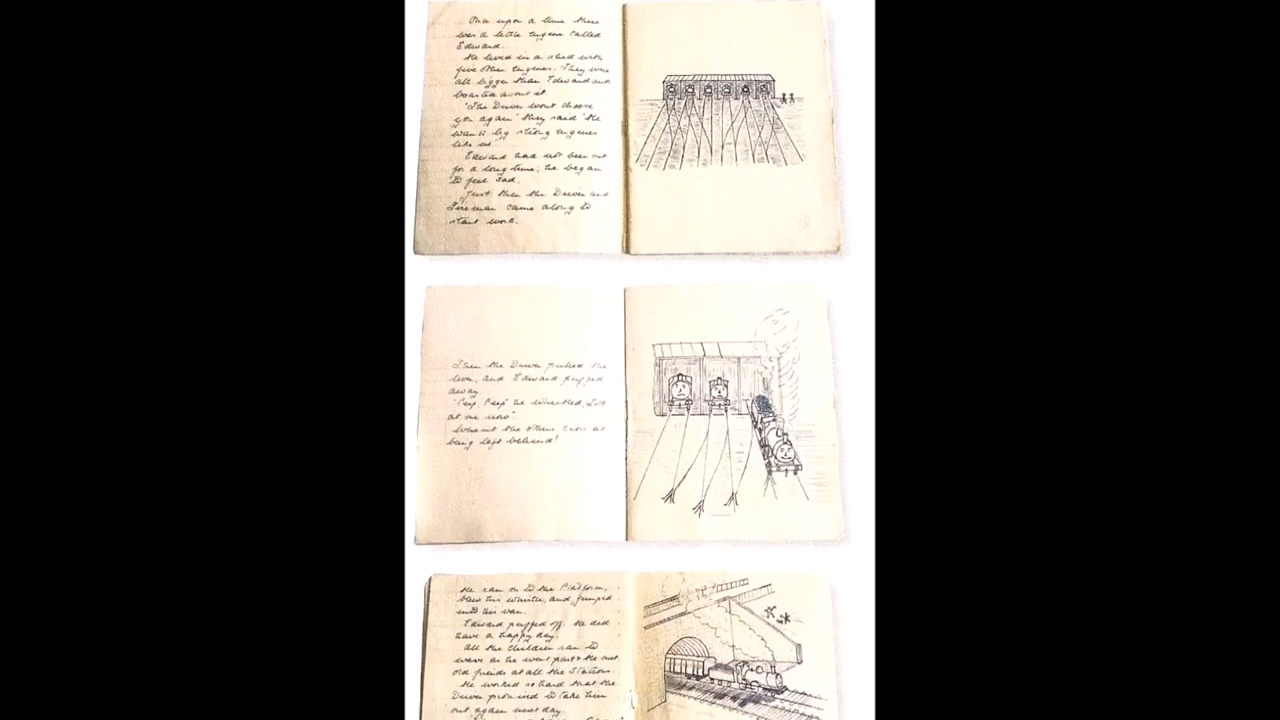 Once upon a time there
was a little engine called
Edward.
He lived in a shed with
five other engines. They were
all bigger than Edward and
boasted about it.
"The Driver wont choose
you again" they said "He
wants big strong engines
like us".
Edward had not been out
for a long time; he began
to feel sad.
Just then the Driver and
Fireman came along to
start work.
Then the Driver pulled the
lever, and Edward puffed
away.
"Peep, Peep" he whistled, "Look
at me now"
Weren't the others cross at
being left behind!
He ran on to the Platform,
blew his whistle, and jumped
into his van.
Edward puffed off. He did
have a happy day.
All the children ran to
wave as he went past & he met
old friends at all the Stations.
He worked so hard that the
Driver promised to take him
out again next day.